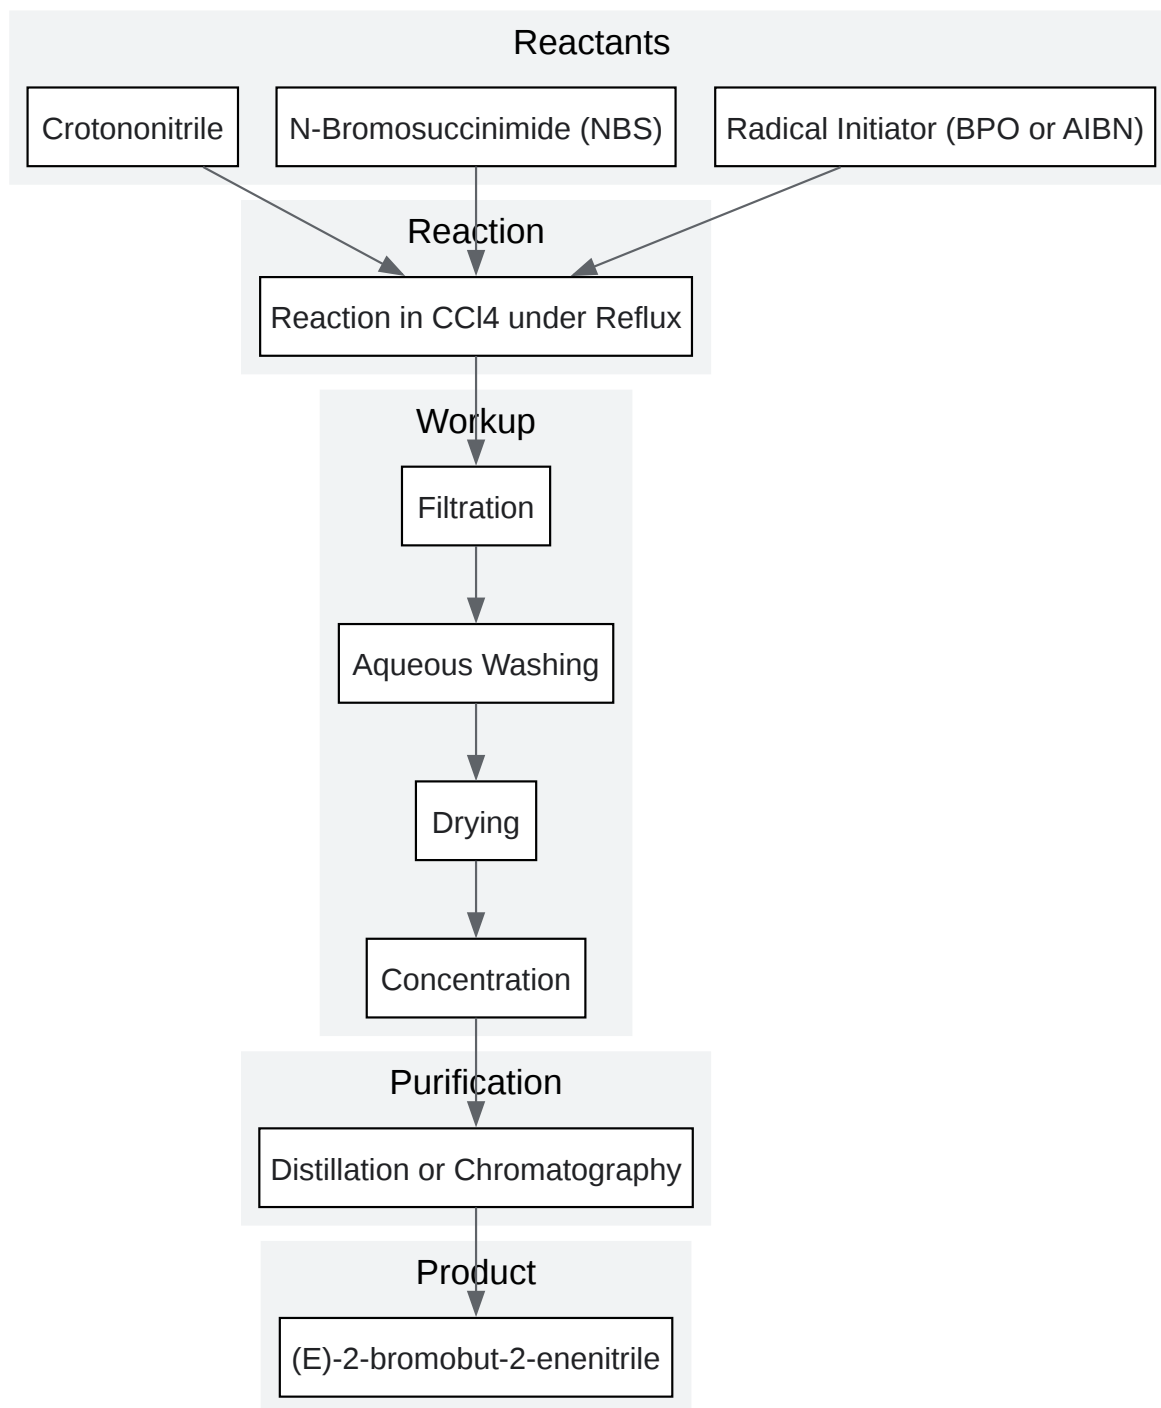 Reactants
Crotononitrile
N-Bromosuccinimide (NBS)
Radical Initiator (BPO or AIBN)
Reaction
Reaction in CCl4 under Reflux
Workup
Filtration
Aqueous Washing
Drying
Concentration
Purification
Distillation or Chromatography
Product
(E)-2-bromobut-2-enenitrile